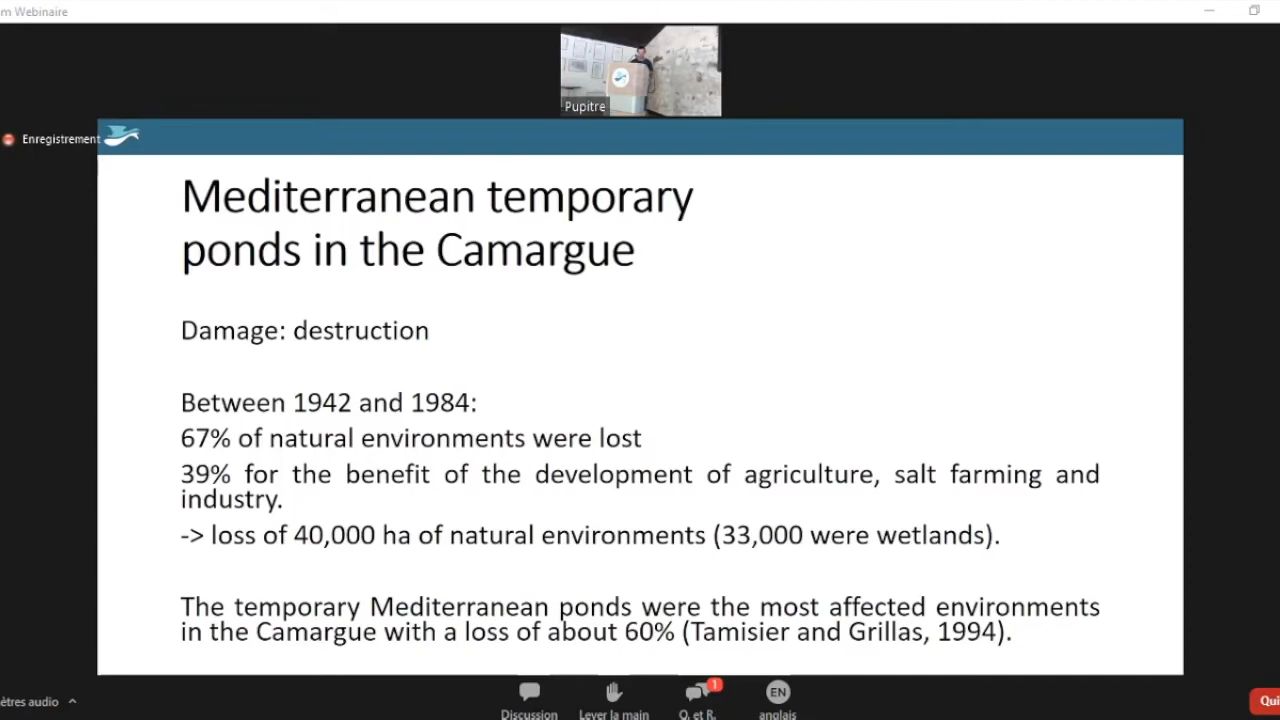 m Webinaire
Pupitre
Enregistrement
Mediterranean temporary
ponds in the Camargue
Damage: destruction
Between 1942 and 1984:
67% of natural environments were lost
39% for the benefit of the development of agriculture, salt farming and
industry.
-> loss of 40,000 ha of natural environments (33,000 were wetlands).
The temporary Mediterranean ponds were the most affected environments
in the Camargue with a loss of about 60% (Tamisier and Grillas, 1994).
ètres audio
Discussion
Lever la main
1
Q. et R.
EN
anglais
Qui